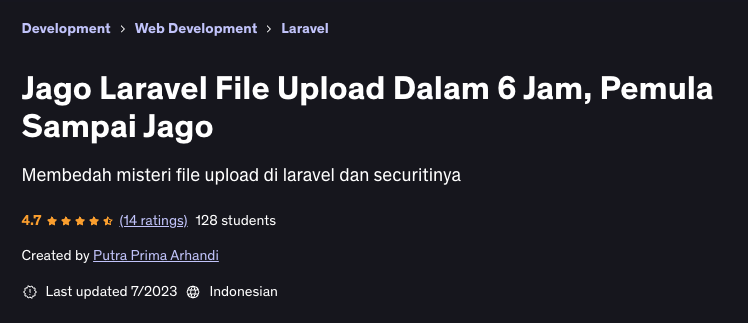 Development > Web Development > Laravel
Jago Laravel File Upload Dalam 6 Jam, Pemula
Sampai Jago
Membedah misteri file upload di laravel dan securitinya
4.7 (14 ratings) 128 students
Created by Putra Prima Arhandi
Last updated 7/2023 Indonesian